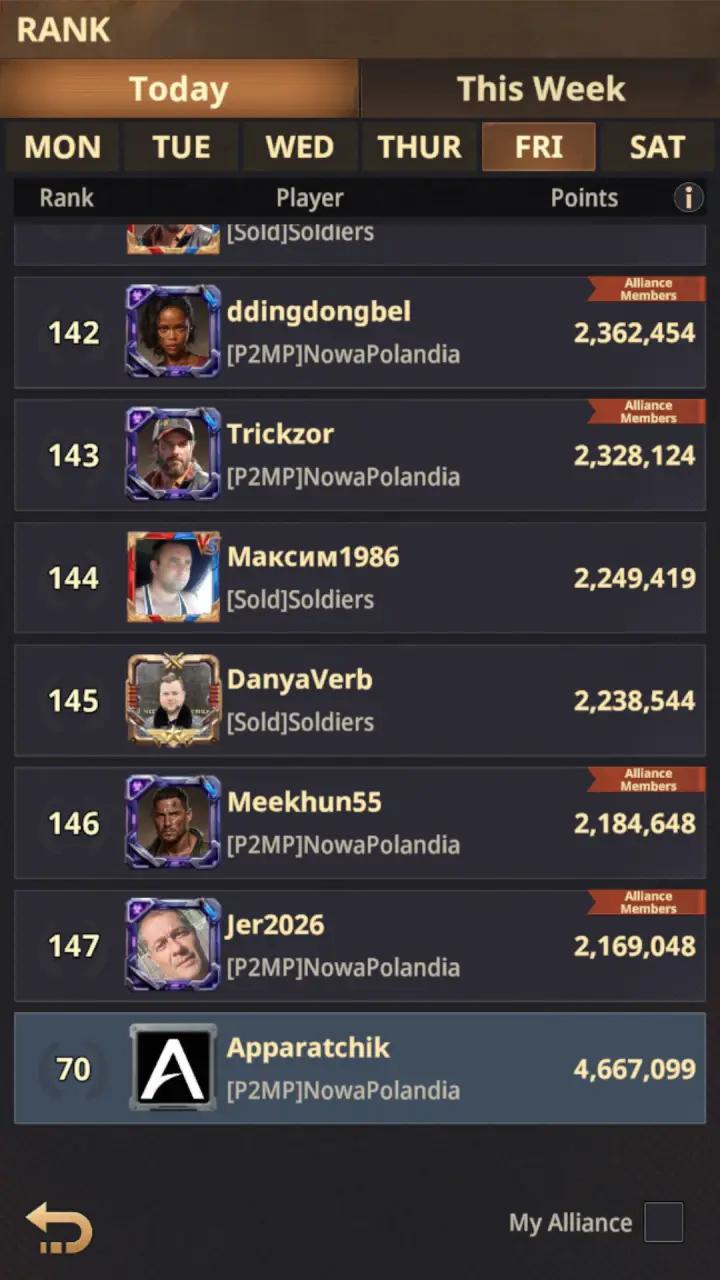 RANK
Today
This Week
MON
TUE
WED
THUR
FRI
SAT
Rank
Player
Points
[Sold]Soldiers
142
ddingdongbel
[P2MP]NowaPolandia
Alliance
Members
2,362,454
143
Trickzor
[P2MP]NowaPolandia
Alliance
Members
2,328,124
144
Максим1986
[Sold]Soldiers
2,249,419
145
DanyaVerb
[Sold]Soldiers
2,238,544
146
Meekhun55
[P2MP]NowaPolandia
Alliance
Members
2,184,648
147
Jer2026
[P2MP]NowaPolandia
Alliance
Members
2,169,048
70
Apparatchik
[P2MP]NowaPolandia
4,667,099
My Alliance